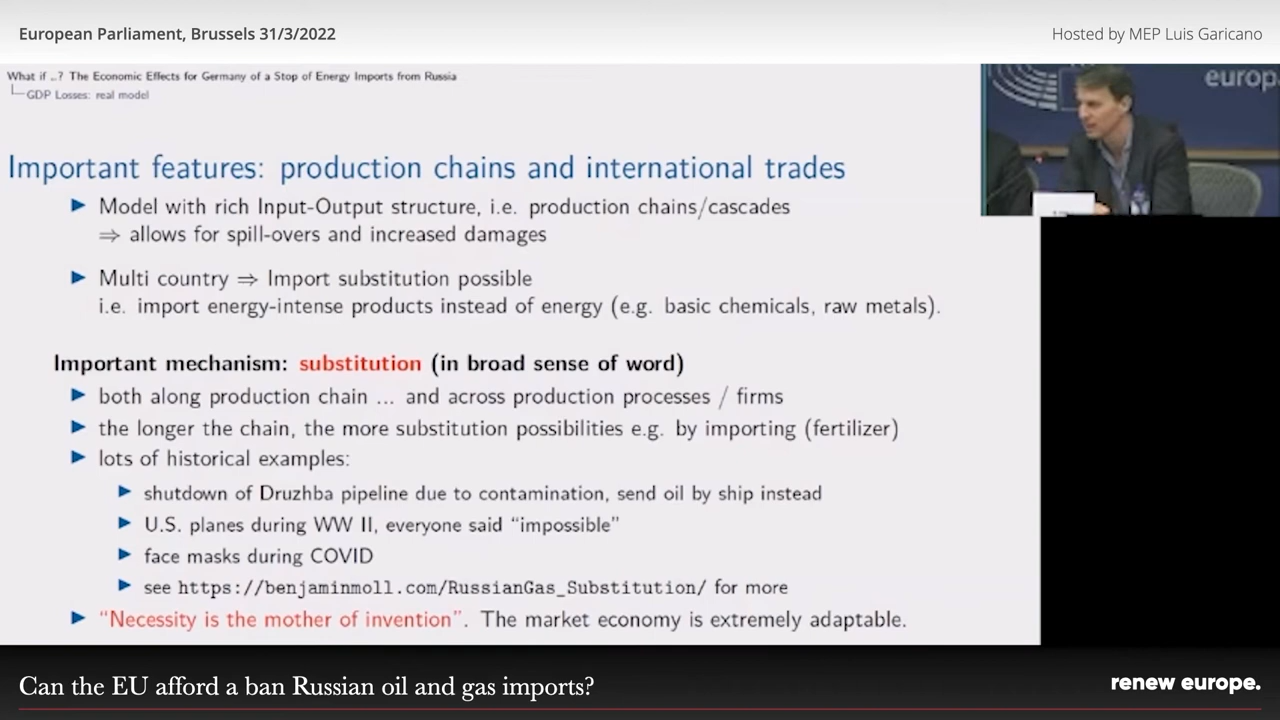 European Parliament, Brussels 31/3/2022
Hosted by MEP Luis Garicano
What if ..? The Economic Effects for Germany of a Stop of Energy Imports from Russia
GDP Losses: real model
europ
Important features: production chains and international trades
▶ Model with rich Input-Output structure, i.e. production chains/cascades
⇒ allows for spill-overs and increased damages
▶ Multi country ⇒ Import substitution possible
i.e. import energy-intense products instead of energy (e.g. basic chemicals, raw metals).
Important mechanism: substitution (in broad sense of word)
▶ both along production chain ... and across production processes / firms
▶ the longer the chain, the more substitution possibilities e.g. by importing (fertilizer)
▶ lots of historical examples:
▶ shutdown of Druzhba pipeline due to contamination, send oil by ship instead
▶ U.S. planes during WW II, everyone said “impossible”
▶ face masks during COVID
▶ see https://benjaminmoll.com/RussianGas_Substitution/ for more
▶ “Necessity is the mother of invention”. The market economy is extremely adaptable.
Can the EU afford a ban Russian oil and gas imports?
renew europe.